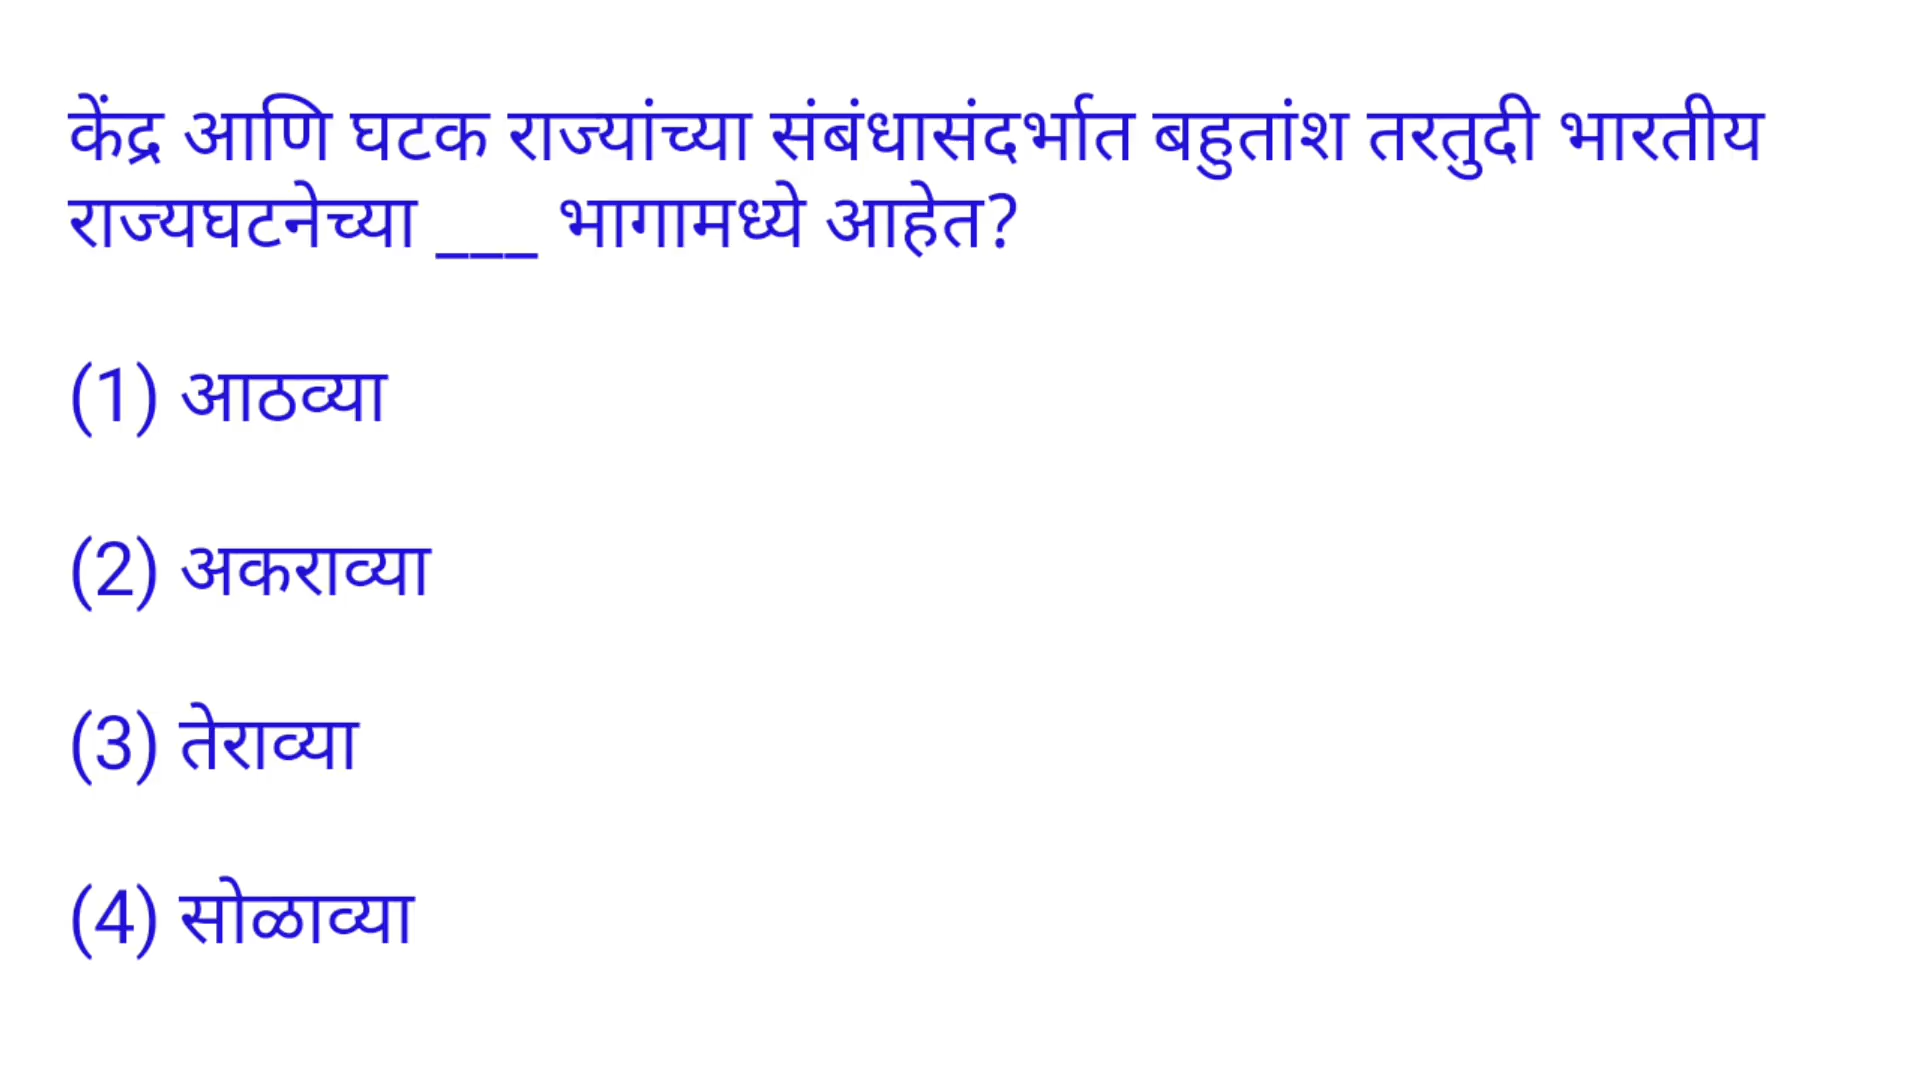 केंद्र आणि घटक राज्यांच्या संबंधासंदर्भात बहुतांश तरतुदी भारतीय
राज्यघटनेच्या ___ भागामध्ये आहेत?
(1) आठव्या
(2) अकराव्या
(3) तेराव्या
(4) सोळाव्या